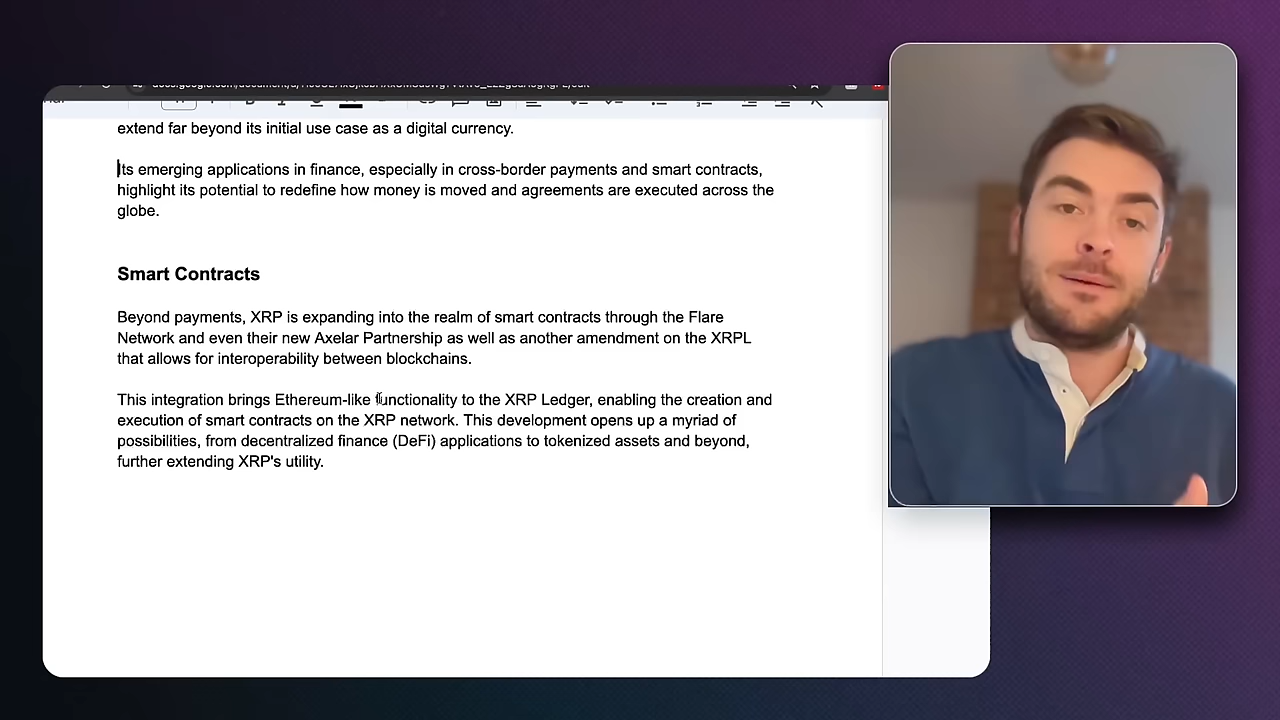 extend far beyond its initial use case as a digital currency.
Its emerging applications in finance, especially in cross-border payments and smart contracts,
highlight its potential to redefine how money is moved and agreements are executed across the
globe.
Smart Contracts
Beyond payments, XRP is expanding into the realm of smart contracts through the Flare
Network and even their new Axelar Partnership as well as another amendment on the XRPL
that allows for interoperability between blockchains.
This integration brings Ethereum-like functionality to the XRP Ledger, enabling the creation and
execution of smart contracts on the XRP network. This development opens up a myriad of
possibilities, from decentralized finance (DeFi) applications to tokenized assets and beyond,
further extending XRP's utility.